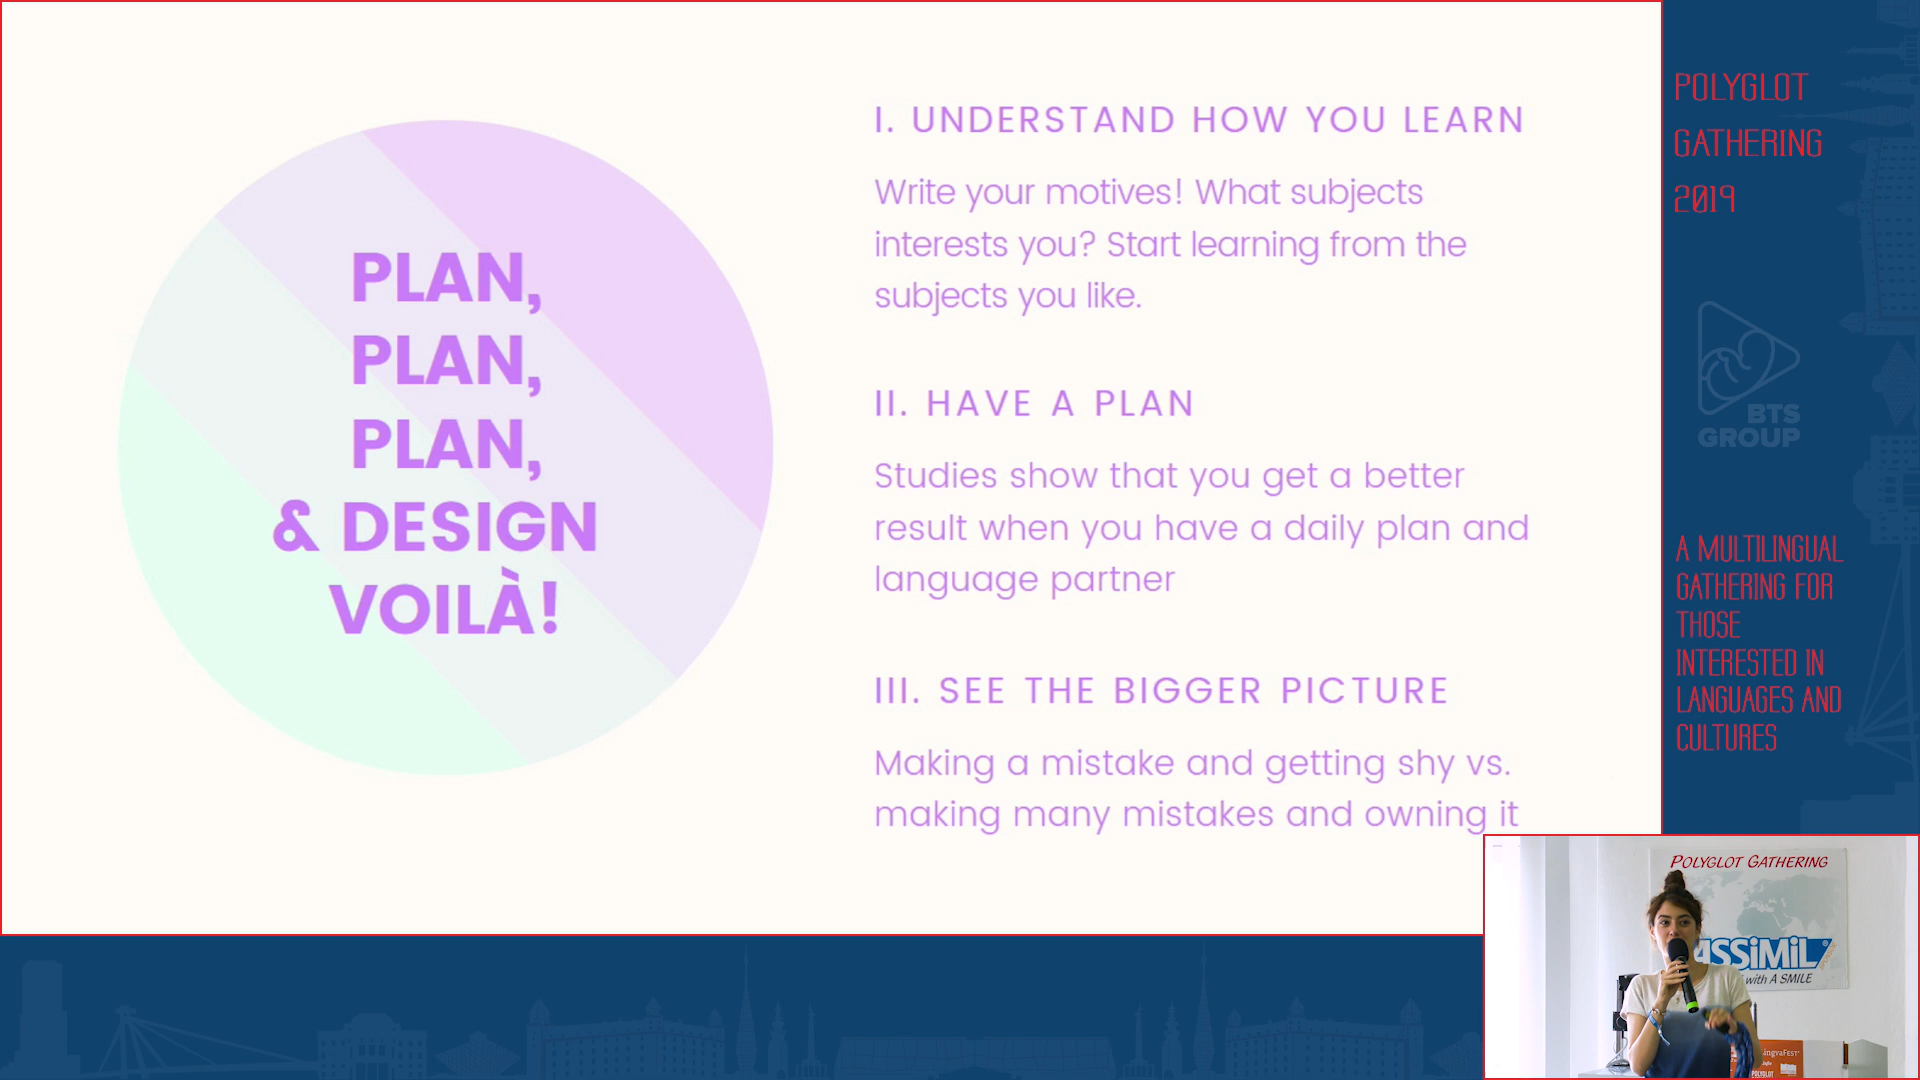 PLAN,
PLAN,
PLAN,
& DESIGN
VOILÀ!
I. UNDERSTAND HOW YOU LEARN
Write your motives! What subjects
interests you? Start learning from the
subjects you like.
II. HAVE A PLAN
Studies show that you get a better
result when you have a daily plan and
language partner
III. SEE THE BIGGER PICTURE
Making a mistake and getting shy vs.
making many mistakes and owning it
POLYGLOT
GATHERING
2019
BTS
GROUP
A MULTILINGUAL
GATHERING FOR
THOSE
INTERESTED IN
LANGUAGES AND
CULTURES
POLYGLOT GATHERING
ASSiMiL®
with A SMILE
POLYGLOT